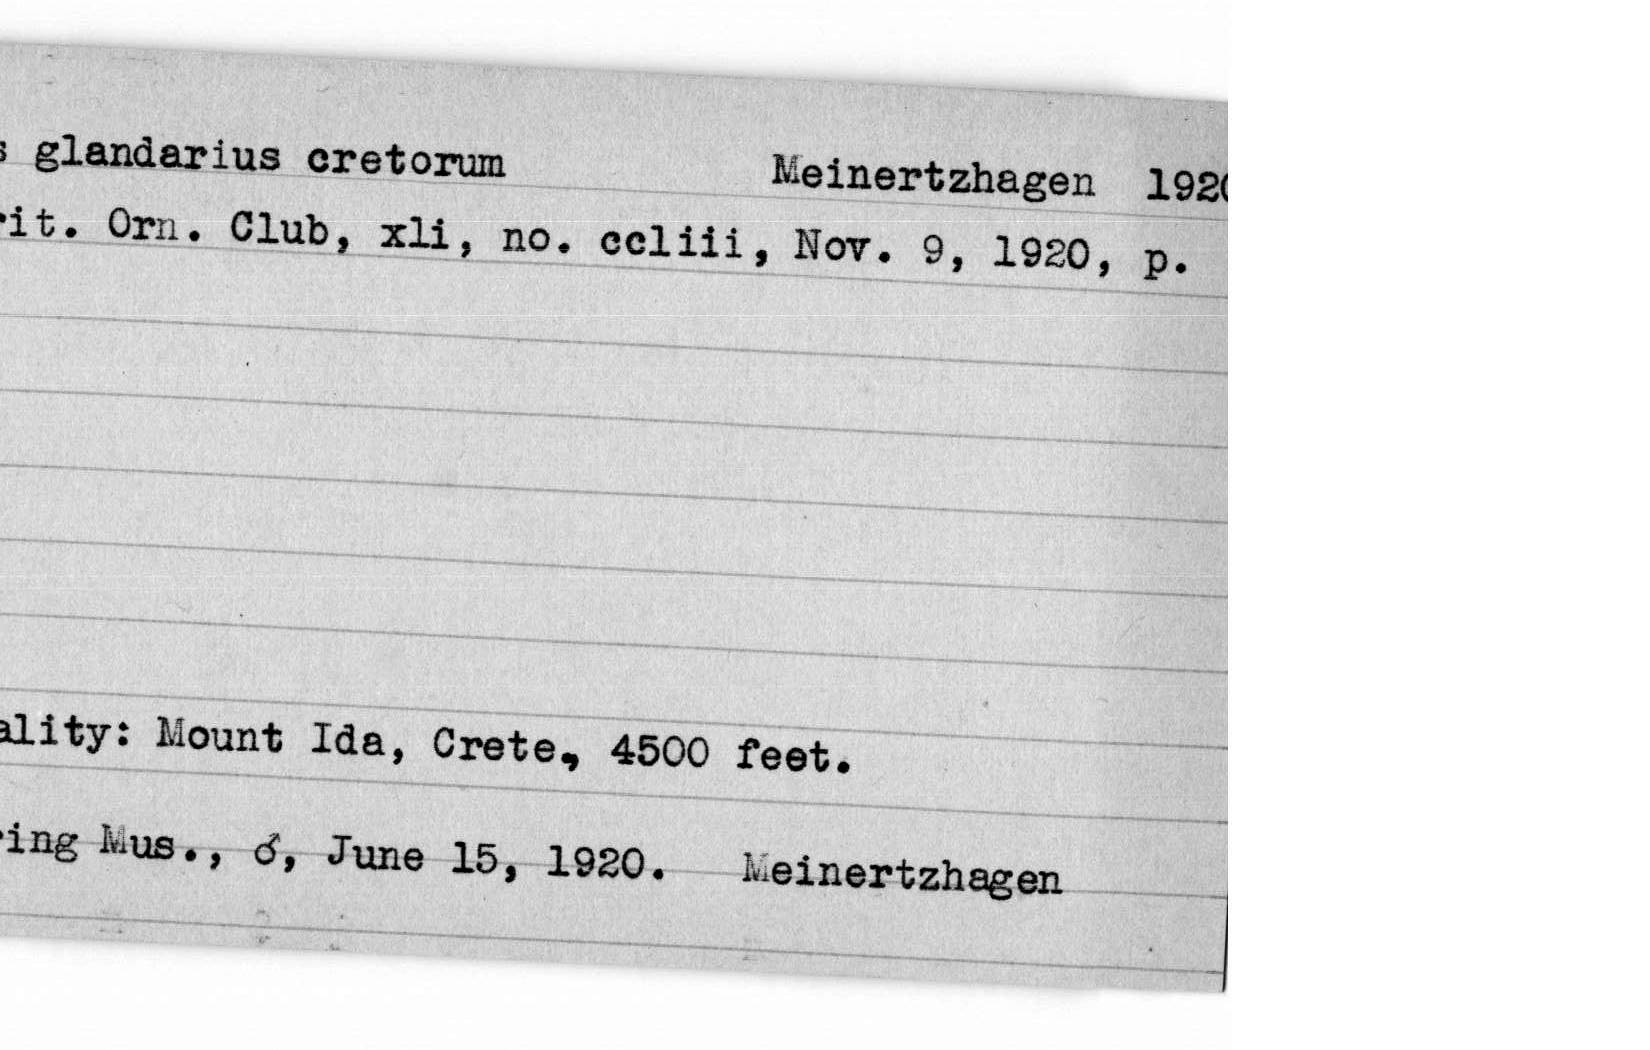 s glandarius cretorum Meinertzhagen 1920
rit. Orn. Club, xli, no. ccliii, Nov. 9, 1920, p.
ality: Mount Ida, Crete, 4500 feet.
ring Mus., ♂, June 15, 1920. Meinertzhagen